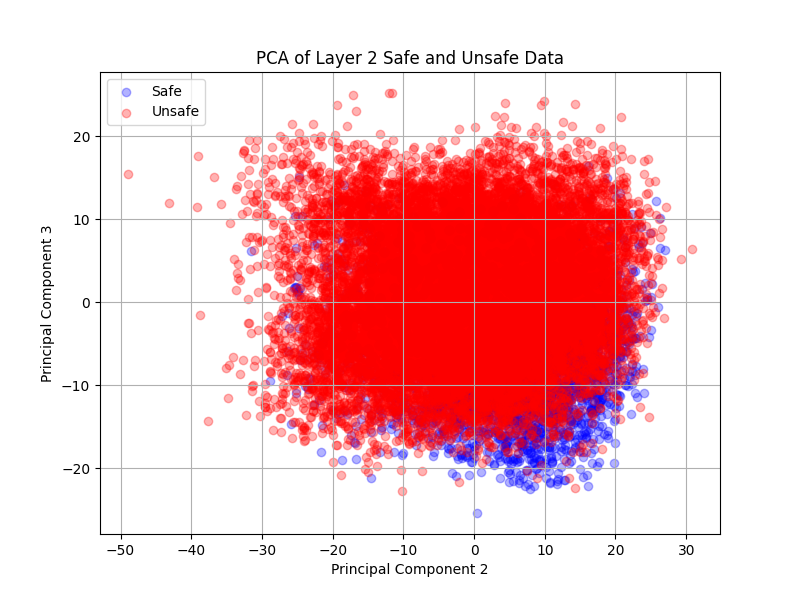 PCA of Layer 2 Safe and Unsafe Data
Safe
Unsafe
20
10
0
−10
−20
Principal Component 3
−50 −40 −30 −20 −10 0 10 20 30
Principal Component 2